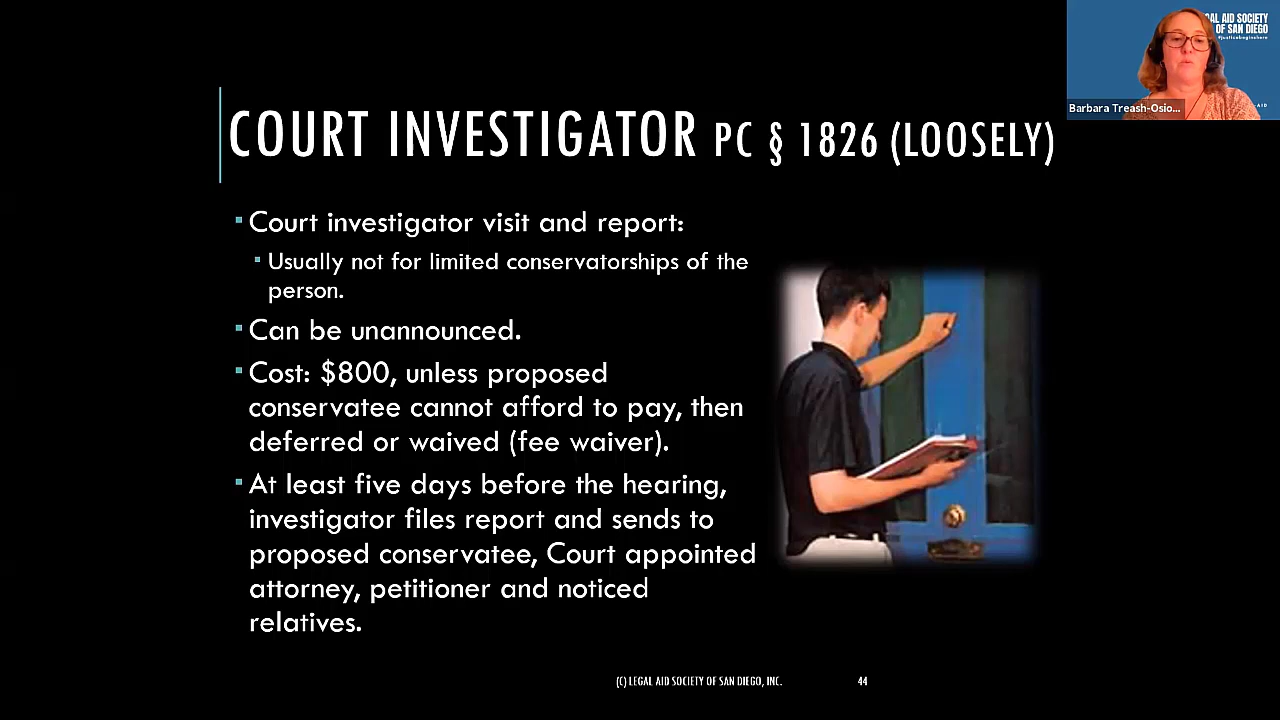 GAL AID SOCIETY
OF SAN DIEGO
#justicebeginshere
Barbara Treash-Osio...
-AID
COURT INVESTIGATOR PC § 1826 (LOOSELY)
▪ Court investigator visit and report:
▪ Usually not for limited conservatorships of the
person.
▪ Can be unannounced.
▪ Cost: $800, unless proposed
conservatee cannot afford to pay, then
deferred or waived (fee waiver).
▪ At least five days before the hearing,
investigator files report and sends to
proposed conservatee, Court appointed
attorney, petitioner and noticed
relatives.
(C) LEGAL AID SOCIETY OF SAN DIEGO, INC.
44